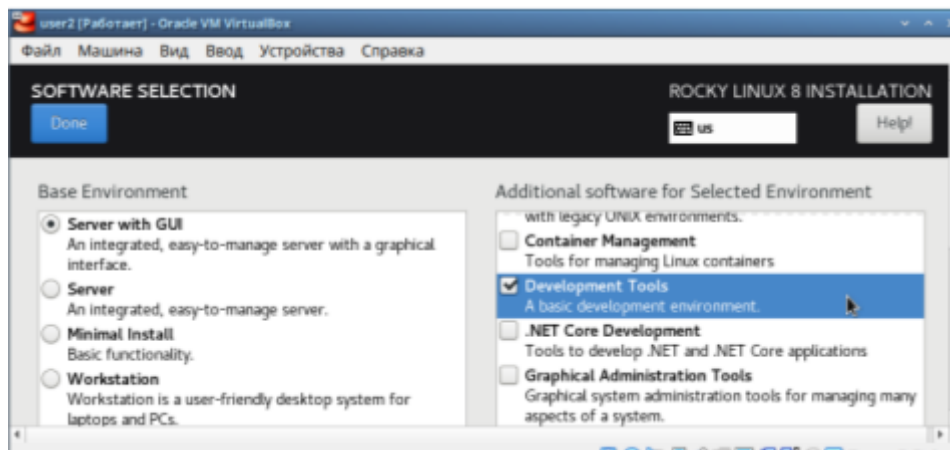 user2 [Работает] - Oracle VM VirtualBox
Файл Машина Вид Ввод Устройства Справка
SOFTWARE SELECTION
Done
ROCKY LINUX 8 INSTALLATION
us
Help!
Base Environment
Server with GUI
An integrated, easy-to-manage server with a graphical
interface.
Server
An integrated, easy-to-manage server.
Minimal Install
Basic functionality.
Workstation
Workstation is a user-friendly desktop system for
laptops and PCs.
Additional software for Selected Environment
with legacy UNIX environments.
Container Management
Tools for managing Linux containers
Development Tools
A basic development environment.
.NET Core Development
Tools to develop .NET and .NET Core applications
Graphical Administration Tools
Graphical system administration tools for managing many
aspects of a system.